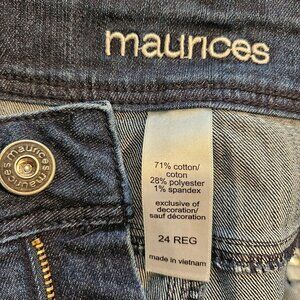 maurices
maurices
maurices
71% cotton/
coton
28% polyester
1% spandex
exclusive of
decoration/
sauf décoration
24 REG
made in vietnam